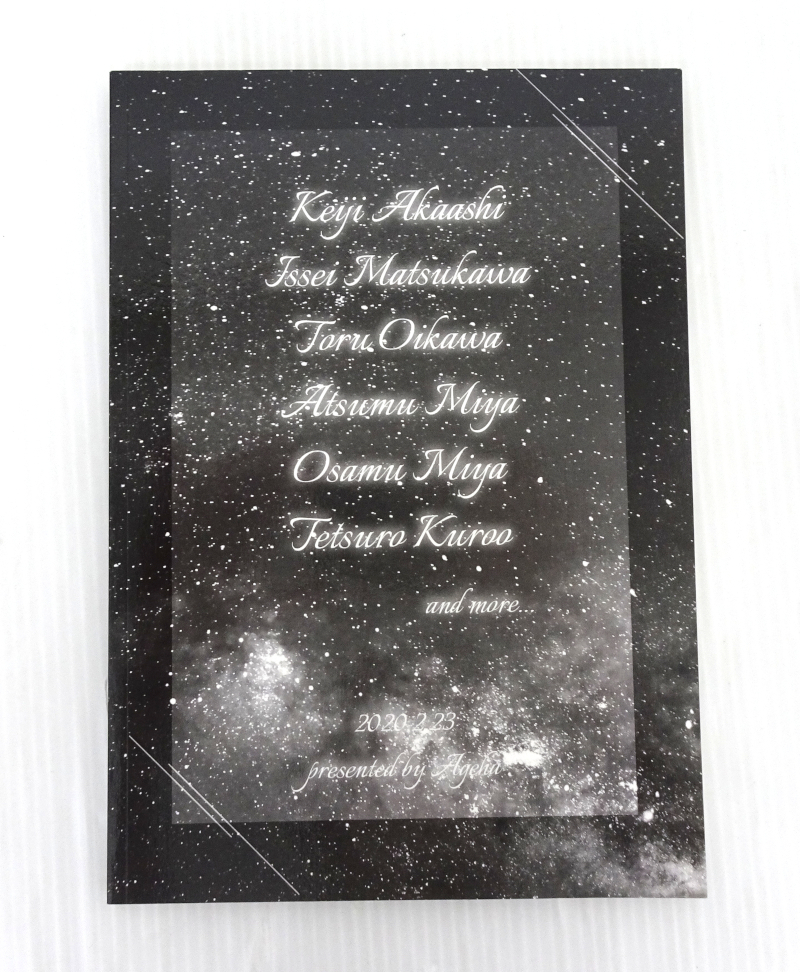 Keiji Akaashi
Issei Matsukawa
Toru Oikawa
Atsumu Miya
Osamu Miya
Tetsuro Kuroo
and more...
2020.2.23
presented by Ageha